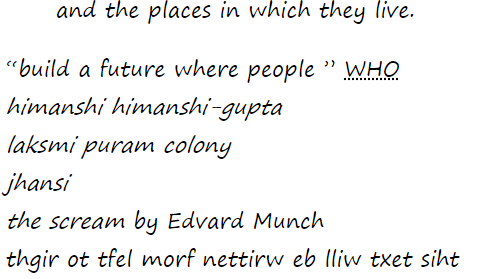 and the places in which they live.
“build a future where people ” WHO
himanshi himanshi-gupta
laksmi puram colony
jhansi
the scream by Edvard Munch
thgir ot tfel morf nettirw eb lliw txet siht